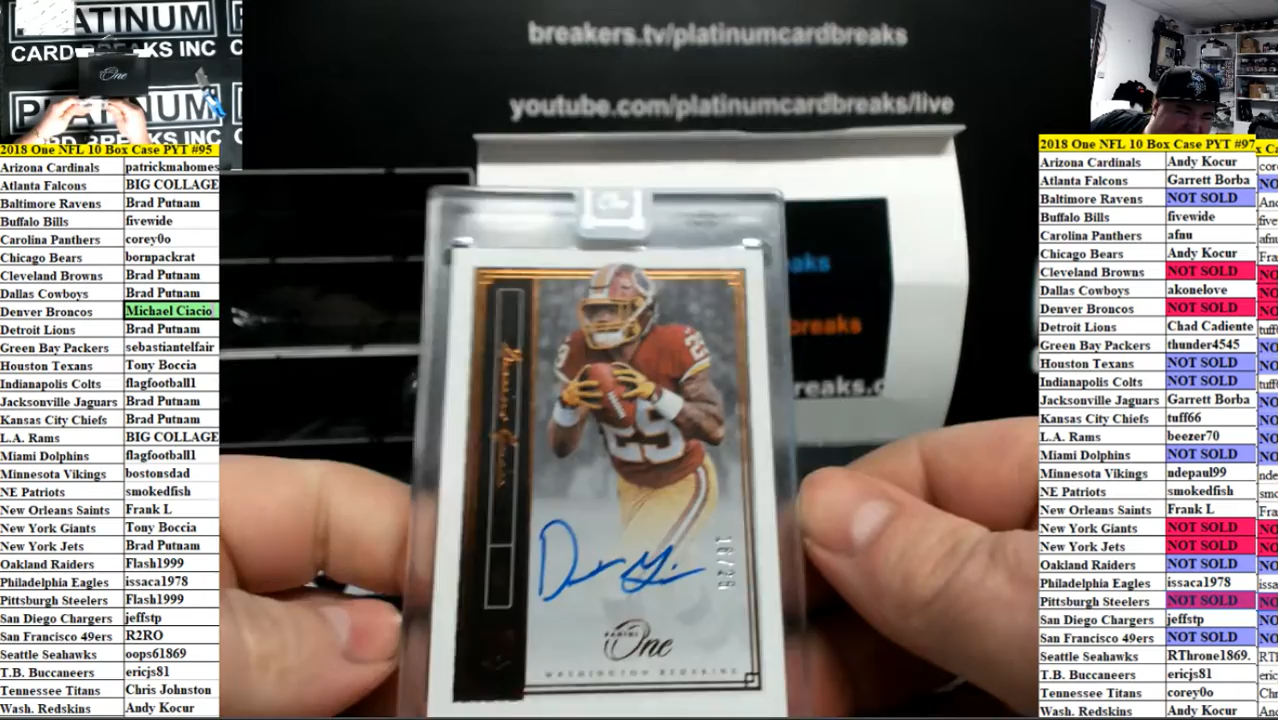 PLATINUM
CARD BREAKS INC
PLATINUM
CARD BREAKS INC
One
breakers.tv/platinumcardbreaks
youtube.com/platinumcardbreaks/live
2018 One NFL 10 Box Case PYT #95
Arizona Cardinals patrickmahomes
Atlanta Falcons BIG COLLAGE
Baltimore Ravens Brad Putnam
Buffalo Bills fivewide
Carolina Panthers corey0o
Chicago Bears bornpackrat
Cleveland Browns Brad Putnam
Dallas Cowboys Brad Putnam
Denver Broncos Michael Ciacio
Detroit Lions Brad Putnam
Green Bay Packers sebastiantelfair
Houston Texans Tony Boccia
Indianapolis Colts flagfootball1
Jacksonville Jaguars Brad Putnam
Kansas City Chiefs Brad Putnam
L.A. Rams BIG COLLAGE
Miami Dolphins flagfootball1
Minnesota Vikings bostonsdad
NE Patriots smokedfish
New Orleans Saints Frank L
New York Giants Tony Boccia
New York Jets Brad Putnam
Oakland Raiders Flash1999
Philadelphia Eagles issaca1978
Pittsburgh Steelers Flash1999
San Diego Chargers jeffstp
San Francisco 49ers R2RO
Seattle Seahawks oops61869
T.B. Buccaneers ericjs81
Tennessee Titans Chris Johnston
Wash. Redskins Andy Kocur
One
29
16/25
PANINI
One
WASHINGTON REDSKINS
breaks
2018 One NFL 10 Box Case PYT #97
Arizona Cardinals Andy Kocur
Atlanta Falcons Garrett Borba
Baltimore Ravens NOT SOLD
Buffalo Bills fivewide
Carolina Panthers afnu
Chicago Bears Andy Kocur
Cleveland Browns NOT SOLD
Dallas Cowboys akonelove
Denver Broncos NOT SOLD
Detroit Lions Chad Cadiente
Green Bay Packers thunder4545
Houston Texans NOT SOLD
Indianapolis Colts NOT SOLD
Jacksonville Jaguars Garrett Borba
Kansas City Chiefs tuff66
L.A. Rams beezer70
Miami Dolphins NOT SOLD
Minnesota Vikings ndepaul99
NE Patriots smokedfish
New Orleans Saints Frank L
New York Giants NOT SOLD
New York Jets NOT SOLD
Oakland Raiders NOT SOLD
Philadelphia Eagles issaca1978
Pittsburgh Steelers NOT SOLD
San Diego Chargers jeffstp
San Francisco 49ers NOT SOLD
Seattle Seahawks RThrone1869.
T.B. Buccaneers ericjs81
Tennessee Titans corey0o
Wash. Redskins Andy Kocur